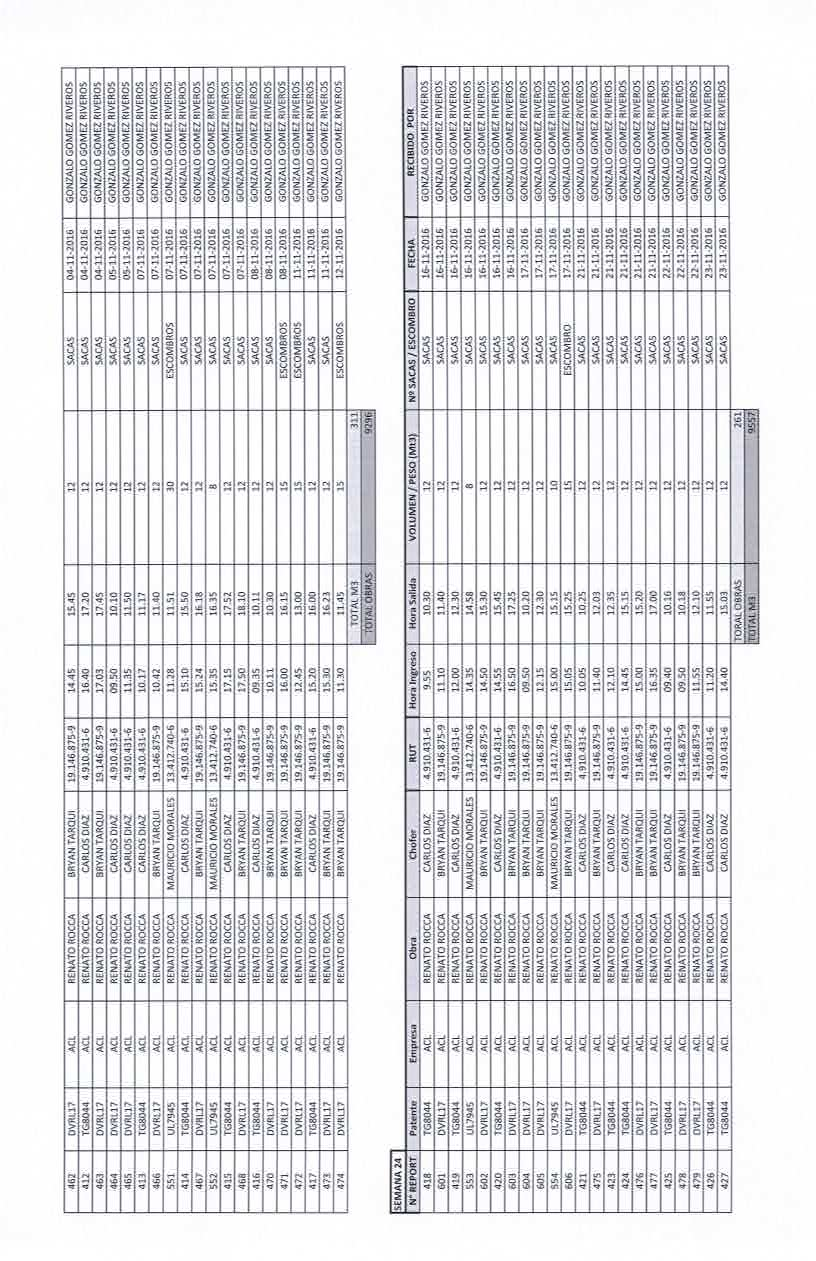 462 DVRL17 ACL RENATO ROCCA BRYAN TARQUI 19.146.875-9 14.45 15.45 12 SACAS 04-11-2016 GONZALO GOMEZ RIVEROS
412 TG8044 ACL RENATO ROCCA CARLOS DIAZ 4.910.431-6 16.40 17.20 12 SACAS 04-11-2016 GONZALO GOMEZ RIVEROS
463 DVRL17 ACL RENATO ROCCA BRYAN TARQUI 19.146.875-9 17.03 17.45 12 SACAS 04-11-2016 GONZALO GOMEZ RIVEROS
464 DVRL17 ACL RENATO ROCCA CARLOS DIAZ 4.910.431-6 09.50 10.10 12 SACAS 05-11-2016 GONZALO GOMEZ RIVEROS
465 DVRL17 ACL RENATO ROCCA CARLOS DIAZ 4.910.431-6 11.35 11.50 12 SACAS 05-11-2016 GONZALO GOMEZ RIVEROS
413 TG8044 ACL RENATO ROCCA CARLOS DIAZ 4.910.431-6 10.17 11.17 12 SACAS 07-11-2016 GONZALO GOMEZ RIVEROS
466 DVRL17 ACL RENATO ROCCA BRYAN TARQUI 19.146.875-9 10.42 11.40 12 SACAS 07-11-2016 GONZALO GOMEZ RIVEROS
551 UL7945 ACL RENATO ROCCA MAURICIO MORALES 13.412.740-6 11.28 11.51 30 ESCOMBROS 07-11-2016 GONZALO GOMEZ RIVEROS
414 TG8044 ACL RENATO ROCCA CARLOS DIAZ 4.910.431-6 15.10 15.50 12 SACAS 07-11-2016 GONZALO GOMEZ RIVEROS
467 DVRL17 ACL RENATO ROCCA BRYAN TARQUI 19.146.875-9 15.24 16.18 12 SACAS 07-11-2016 GONZALO GOMEZ RIVEROS
552 UL7945 ACL RENATO ROCCA MAURICIO MORALES 13.412.740-6 15.35 16.35 8 SACAS 07-11-2016 GONZALO GOMEZ RIVEROS
415 TG8044 ACL RENATO ROCCA CARLOS DIAZ 4.910.431-6 17.15 17.52 12 SACAS 07-11-2016 GONZALO GOMEZ RIVEROS
468 DVRL17 ACL RENATO ROCCA BRYAN TARQUI 19.146.875-9 17.50 18.10 12 SACAS 07-11-2016 GONZALO GOMEZ RIVEROS
416 TG8044 ACL RENATO ROCCA CARLOS DIAZ 4.910.431-6 09.35 10.11 12 SACAS 08-11-2016 GONZALO GOMEZ RIVEROS
470 DVRL17 ACL RENATO ROCCA BRYAN TARQUI 19.146.875-9 10.11 10.30 12 SACAS 08-11-2016 GONZALO GOMEZ RIVEROS
471 DVRL17 ACL RENATO ROCCA BRYAN TARQUI 19.146.875-9 16.00 16.15 15 ESCOMBROS 08-11-2016 GONZALO GOMEZ RIVEROS
472 DVRL17 ACL RENATO ROCCA BRYAN TARQUI 19.146.875-9 12.45 13.00 15 ESCOMBROS 11-11-2016 GONZALO GOMEZ RIVEROS
417 TG8044 ACL RENATO ROCCA CARLOS DIAZ 4.910.431-6 15.20 16.00 12 SACAS 11-11-2016 GONZALO GOMEZ RIVEROS
473 DVRL17 ACL RENATO ROCCA BRYAN TARQUI 19.146.875-9 15.30 16.23 12 SACAS 11-11-2016 GONZALO GOMEZ RIVEROS
474 DVRL17 ACL RENATO ROCCA BRYAN TARQUI 19.146.875-9 11.30 11.45 15 ESCOMBROS 12-11-2016 GONZALO GOMEZ RIVEROS
TOTAL M3 311
TOTAL OBRAS 9296
SEMANA 24
N° REPORT Patente Empresa Obra Chofer RUT Hora Ingreso Hora Salida VOLUMEN / PESO (Mt3) Nº SACAS / ESCOMBRO FECHA RECIBIDO POR
418 TG8044 ACL RENATO ROCCA CARLOS DIAZ 4.910.431-6 9.55 10.30 12 SACAS 16-11-2016 GONZALO GOMEZ RIVEROS
601 DVRL17 ACL RENATO ROCCA BRYAN TARQUI 19.146.875-9 11.10 11.40 12 SACAS 16-11-2016 GONZALO GOMEZ RIVEROS
419 TG8044 ACL RENATO ROCCA CARLOS DIAZ 4.910.431-6 12.00 12.30 12 SACAS 16-11-2016 GONZALO GOMEZ RIVEROS
553 UL7945 ACL RENATO ROCCA MAURICIO MORALES 13.412.740-6 14.35 14.58 8 SACAS 16-11-2016 GONZALO GOMEZ RIVEROS
602 DVRL17 ACL RENATO ROCCA BRYAN TARQUI 19.146.875-9 14.50 15.30 12 SACAS 16-11-2016 GONZALO GOMEZ RIVEROS
420 TG8044 ACL RENATO ROCCA CARLOS DIAZ 4.910.431-6 14.55 15.45 12 SACAS 16-11-2016 GONZALO GOMEZ RIVEROS
603 DVRL17 ACL RENATO ROCCA BRYAN TARQUI 19.146.875-9 16.50 17.25 12 SACAS 16-11-2016 GONZALO GOMEZ RIVEROS
604 DVRL17 ACL RENATO ROCCA BRYAN TARQUI 19.146.875-9 09.50 10.20 12 SACAS 17-11-2016 GONZALO GOMEZ RIVEROS
605 DVRL17 ACL RENATO ROCCA BRYAN TARQUI 19.146.875-9 12.15 12.30 12 SACAS 17-11-2016 GONZALO GOMEZ RIVEROS
554 UL7945 ACL RENATO ROCCA MAURICIO MORALES 13.412.740-6 15.00 15.15 10 SACAS 17-11-2016 GONZALO GOMEZ RIVEROS
606 DVRL17 ACL RENATO ROCCA BRYAN TARQUI 19.146.875-9 15.05 15.25 15 ESCOMBRO 17-11-2016 GONZALO GOMEZ RIVEROS
421 TG8044 ACL RENATO ROCCA CARLOS DIAZ 4.910.431-6 10.05 10.25 12 SACAS 21-11-2016 GONZALO GOMEZ RIVEROS
475 DVRL17 ACL RENATO ROCCA BRYAN TARQUI 19.146.875-9 11.40 12.03 12 SACAS 21-11-2016 GONZALO GOMEZ RIVEROS
423 TG8044 ACL RENATO ROCCA CARLOS DIAZ 4.910.431-6 12.10 12.35 12 SACAS 21-11-2016 GONZALO GOMEZ RIVEROS
424 TG8044 ACL RENATO ROCCA CARLOS DIAZ 4.910.431-6 14.45 15.15 12 SACAS 21-11-2016 GONZALO GOMEZ RIVEROS
476 DVRL17 ACL RENATO ROCCA BRYAN TARQUI 19.146.875-9 15.00 15.20 12 SACAS 21-11-2016 GONZALO GOMEZ RIVEROS
477 DVRL17 ACL RENATO ROCCA BRYAN TARQUI 19.146.875-9 16.35 17.00 12 SACAS 21-11-2016 GONZALO GOMEZ RIVEROS
425 TG8044 ACL RENATO ROCCA CARLOS DIAZ 4.910.431-6 09.40 10.16 12 SACAS 22-11-2016 GONZALO GOMEZ RIVEROS
478 DVRL17 ACL RENATO ROCCA BRYAN TARQUI 19.146.875-9 09.50 10.18 12 SACAS 22-11-2016 GONZALO GOMEZ RIVEROS
479 DVRL17 ACL RENATO ROCCA BRYAN TARQUI 19.146.875-9 11.55 12.10 12 SACAS 22-11-2016 GONZALO GOMEZ RIVEROS
426 TG8044 ACL RENATO ROCCA CARLOS DIAZ 4.910.431-6 11.20 11.55 12 SACAS 23-11-2016 GONZALO GOMEZ RIVEROS
427 TG8044 ACL RENATO ROCCA CARLOS DIAZ 4.910.431-6 14.40 15.03 12 SACAS 23-11-2016 GONZALO GOMEZ RIVEROS
TORAL OBRAS 261
TOTAL M3 9557